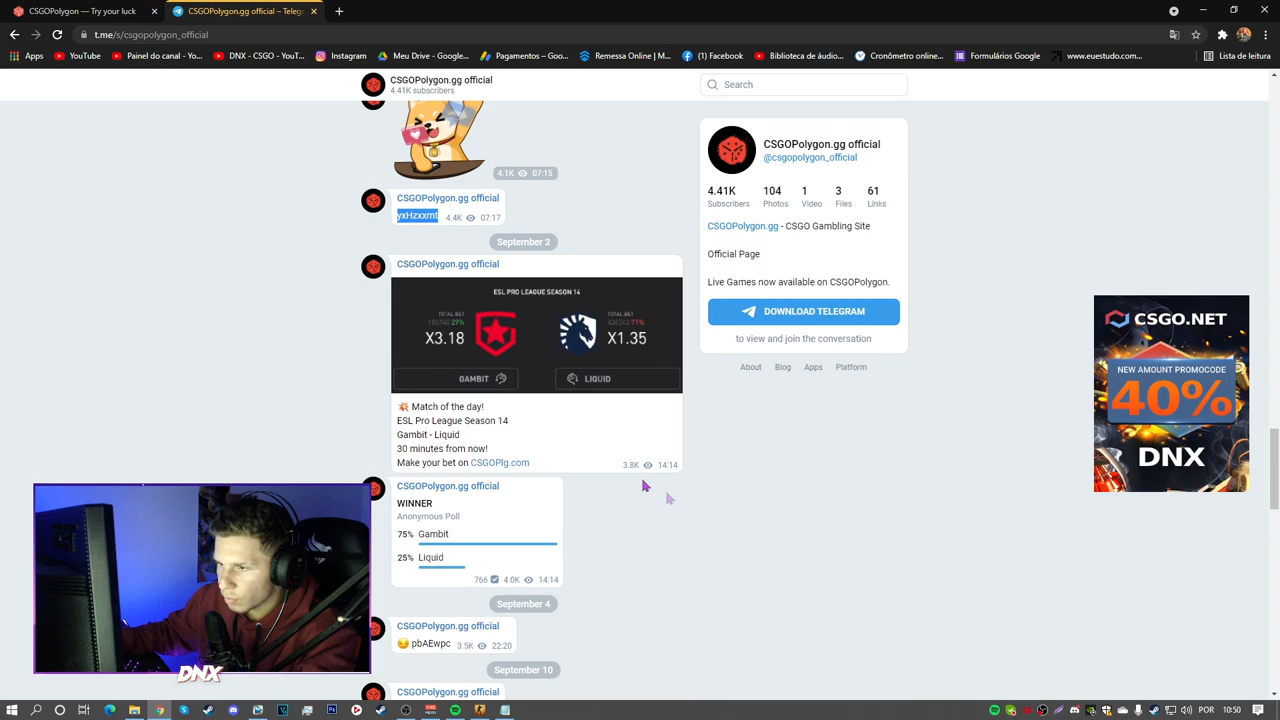 CSGOPolygon — Try your luck
CSGOPolygon.gg official – Telegr
t.me/s/csgopolygon_official
Apps
YouTube
Painel do canal - Yo...
DNX - CSGO - YouT...
Instagram
Pagamentos – Goo...
Remessa Online | M...
(1) Facebook
Biblioteca de áudio...
Cronômetro online...
Formulários Google
www.euestudo.com...
Lista de leitura
CSGOPolygon.gg official
4.41K subscribers
Search
4.1K 07:15
CSGOPolygon.gg official
yxHzxxmt 4.4K 07:17
September 2
CSGOPolygon.gg official
ESL PRO LEAGUE SEASON 14
TOTAL BET
29%
X3.18
TOTAL BET
71%
X1.35
GAMBIT
LIQUID
Match of the day!
ESL Pro League Season 14
Gambit - Liquid
30 minutes from now!
Make your bet on CSGOPlg.com
3.8K 14:14
CSGOPolygon.gg official
WINNER
Anonymous Poll
75% Gambit
25% Liquid
766 4.0K 14:14
September 4
CSGOPolygon.gg official
pbAEwpc 3.5K 22:20
September 10
CSGOPolygon.gg official
CSGOPolygon.gg official
@csgopolygon_official
4.41K 104 1 3 61
Subscribers Photos Video Files Links
CSGOPolygon.gg - CSGO Gambling Site
Official Page
Live Games now available on CSGOPolygon.
DOWNLOAD TELEGRAM
to view and join the conversation
About Blog Apps Platform
CSGO.NET
NEW AMOUNT PROMOCODE
40%
DNX
DNX
POR 10:50